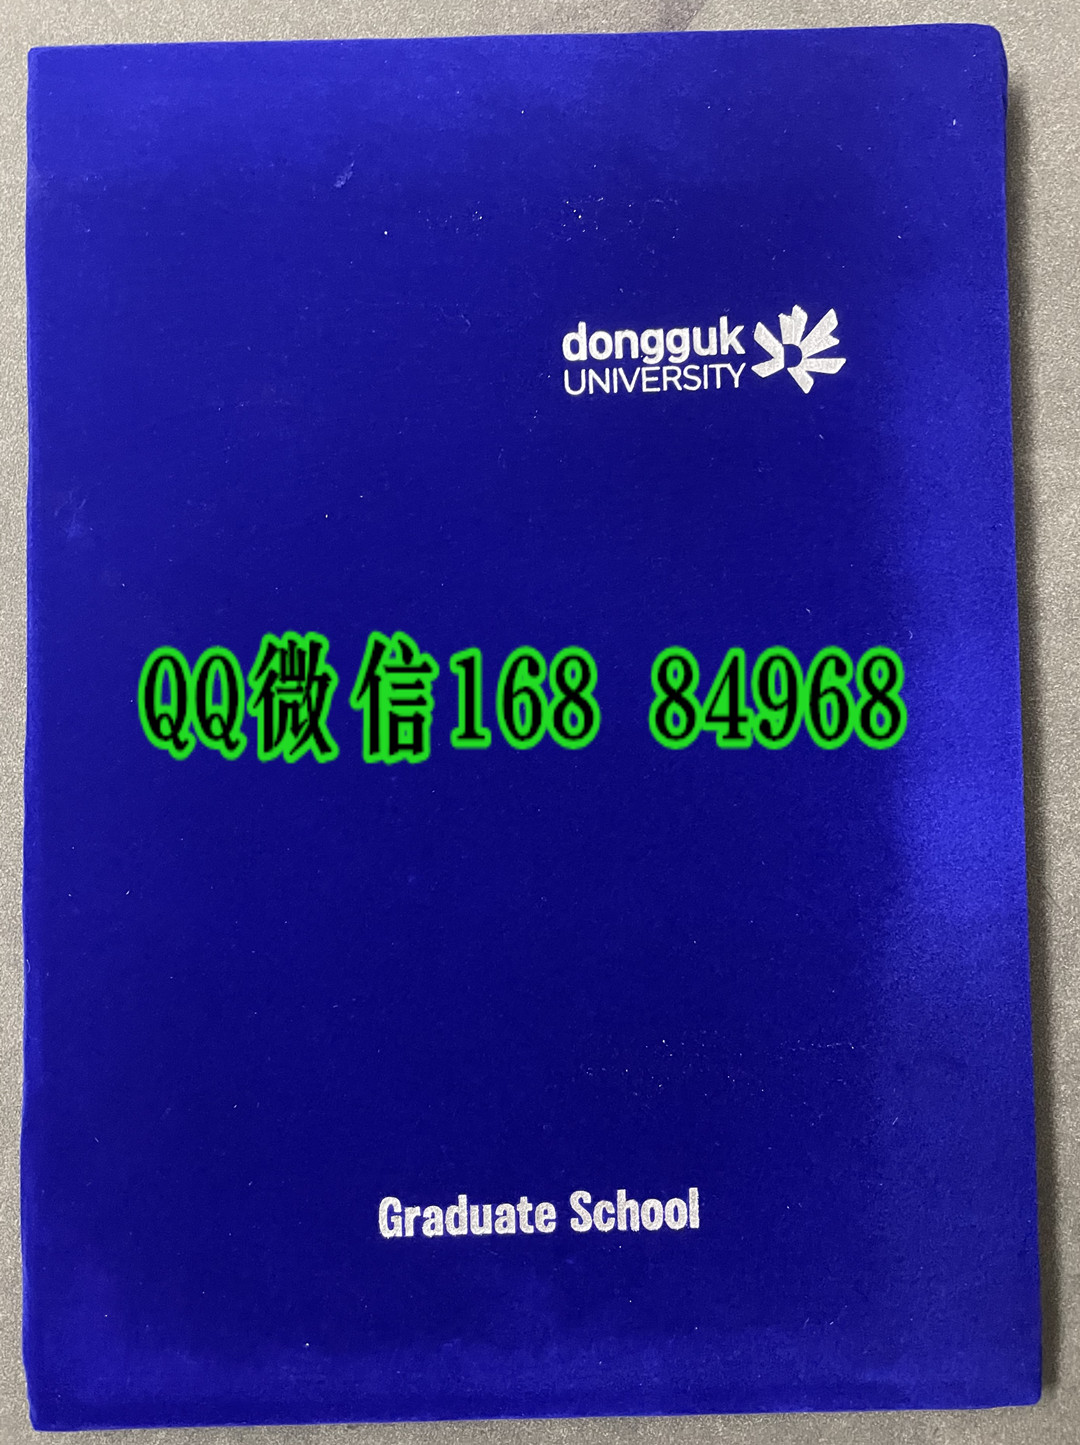 dongguk
UNIVERSITY
QQ微信168 84968
Graduate School